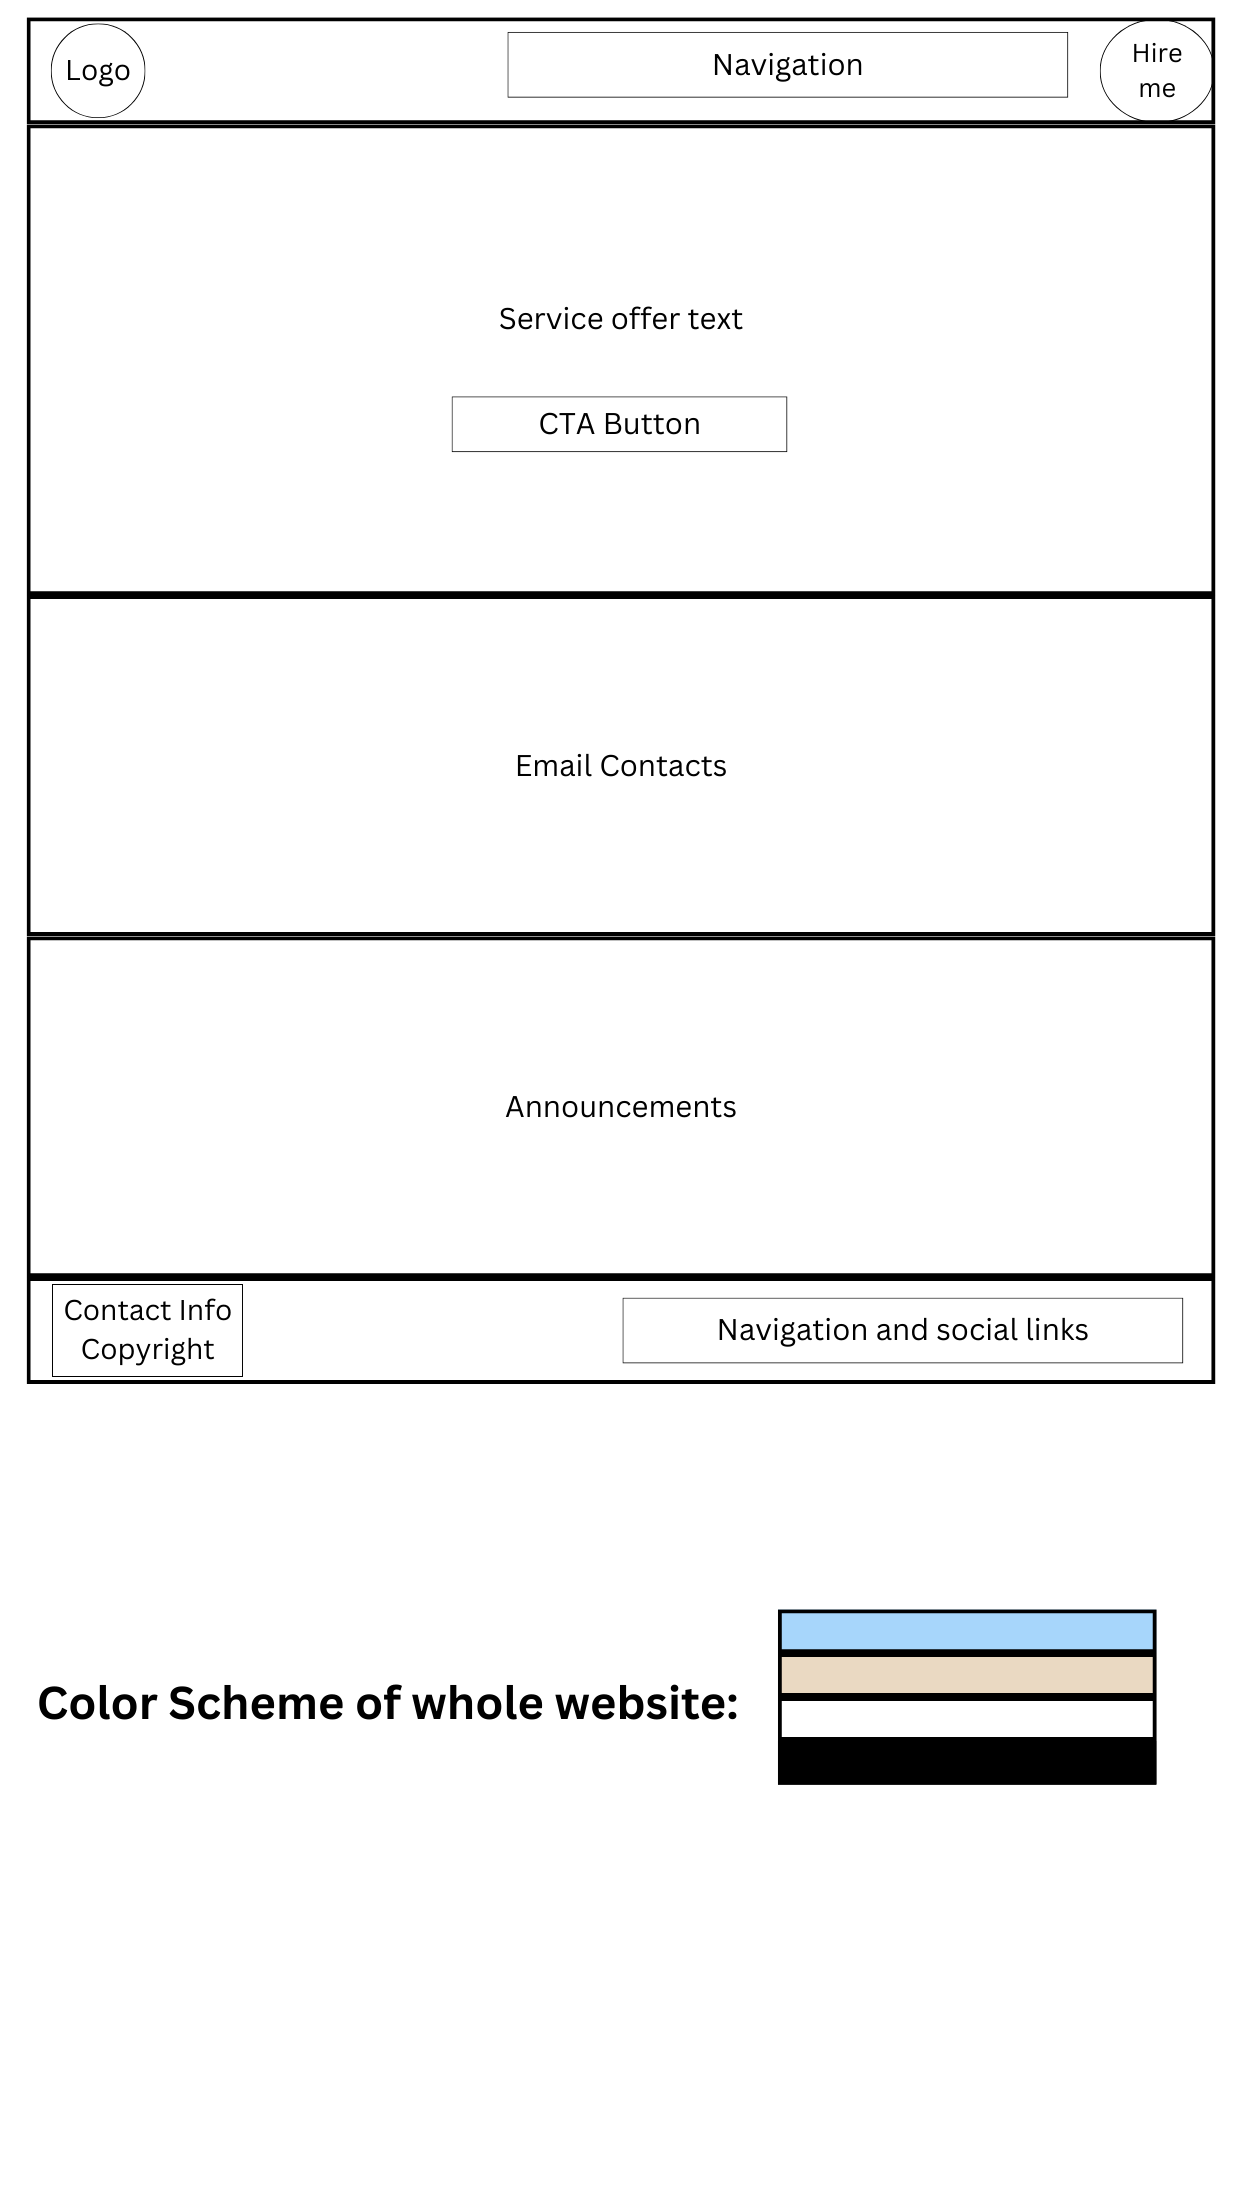 Logo
Navigation
Hire
me
Service offer text
CTA Button
Email Contacts
Announcements
Contact Info
Copyright
Navigation and social links
Color Scheme of whole website: